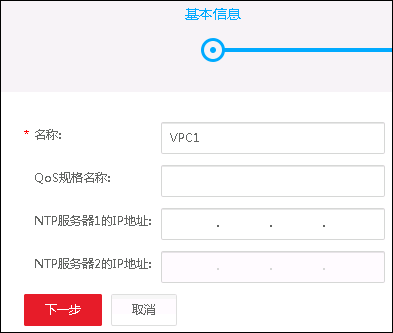 基本信息
* 名称: VPC1
QoS规格名称:
NTP服务器1的IP地址: . . .
NTP服务器2的IP地址: . . .
下一步 取消